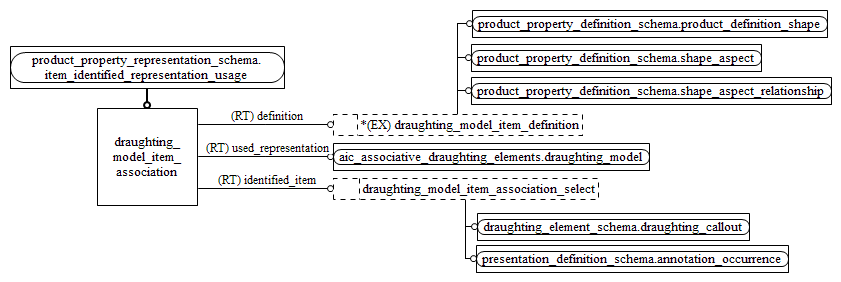 product_property_definition_schema.product_definition_shape
product_property_representation_schema.
item_identified_representation_usage
product_property_definition_schema.shape_aspect
product_property_definition_schema.shape_aspect_relationship
(RT) definition
*(EX) draughting_model_item_definition
draughting_
model_item_
association
(RT) used_representation
aic_associative_draughting_elements.draughting_model
(RT) identified_item
draughting_model_item_association_select
draughting_element_schema.draughting_callout
presentation_definition_schema.annotation_occurrence